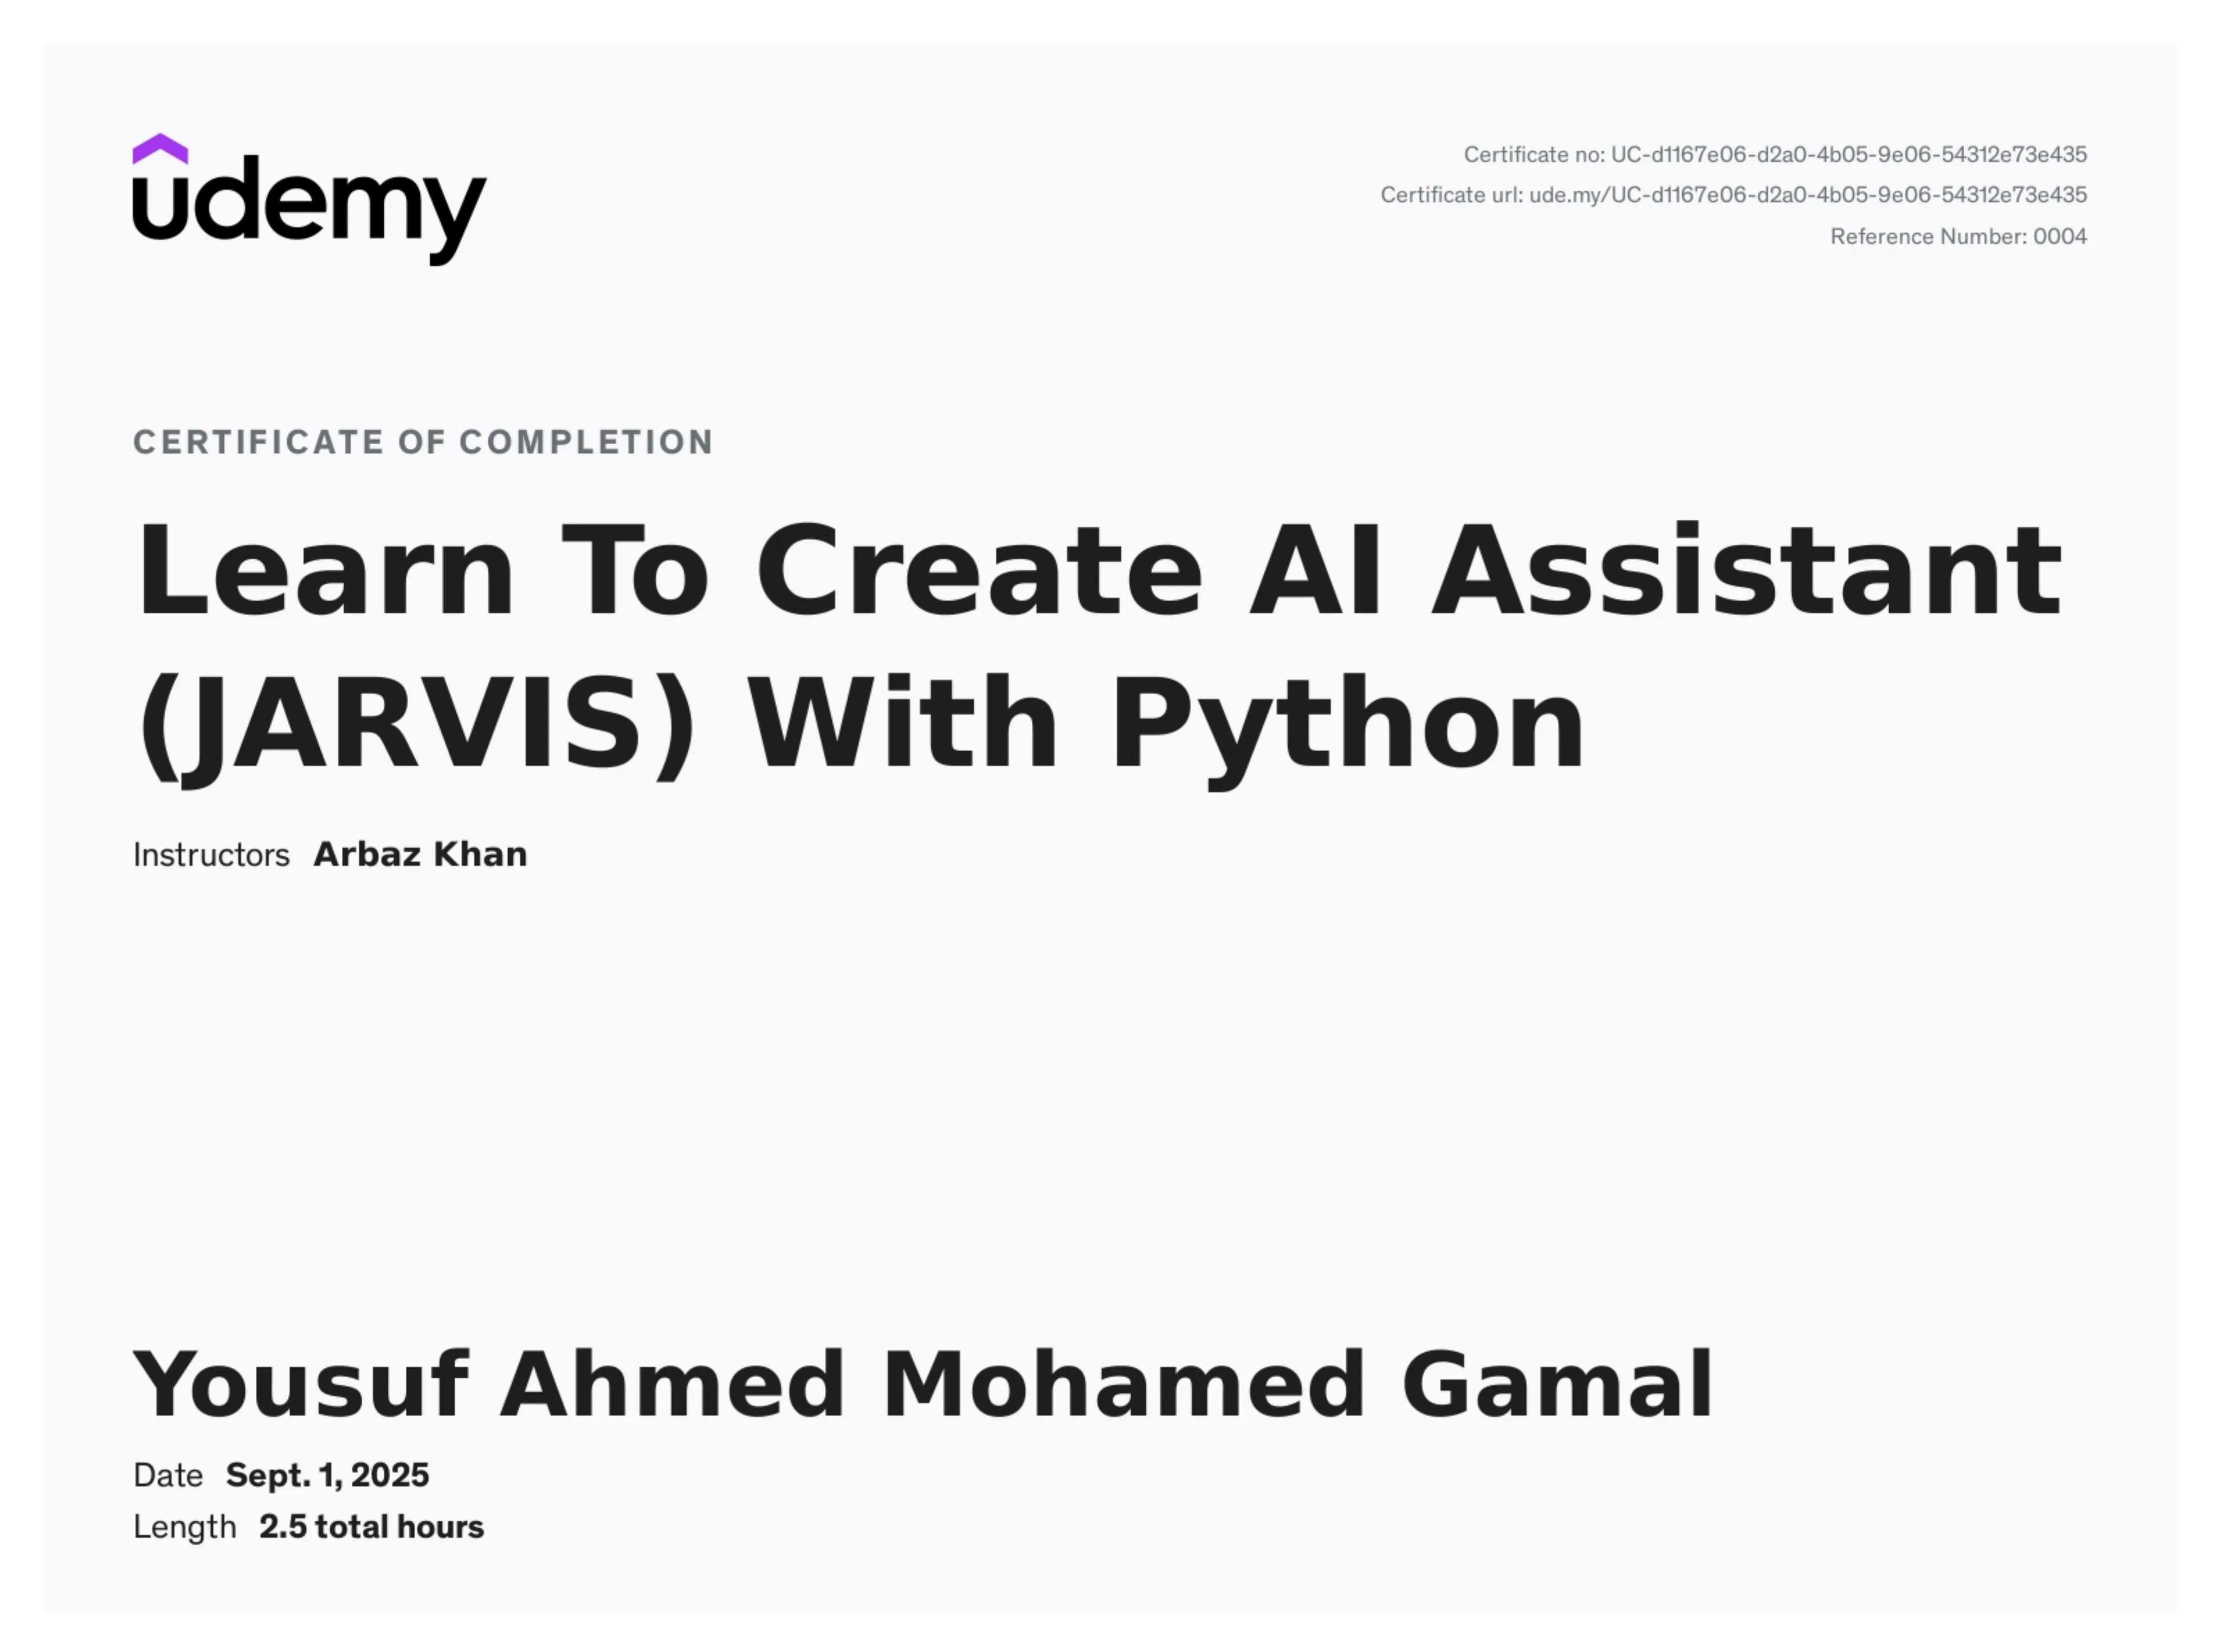 udemy
Certificate no: UC-d1167e06-d2a0-4b05-9e06-54312e73e435
Certificate url: ude.my/UC-d1167e06-d2a0-4b05-9e06-54312e73e435
Reference Number: 0004
CERTIFICATE OF COMPLETION
Learn To Create AI Assistant
(JARVIS) With Python
Instructors Arbaz Khan
Yousuf Ahmed Mohamed Gamal
Date Sept. 1, 2025
Length 2.5 total hours